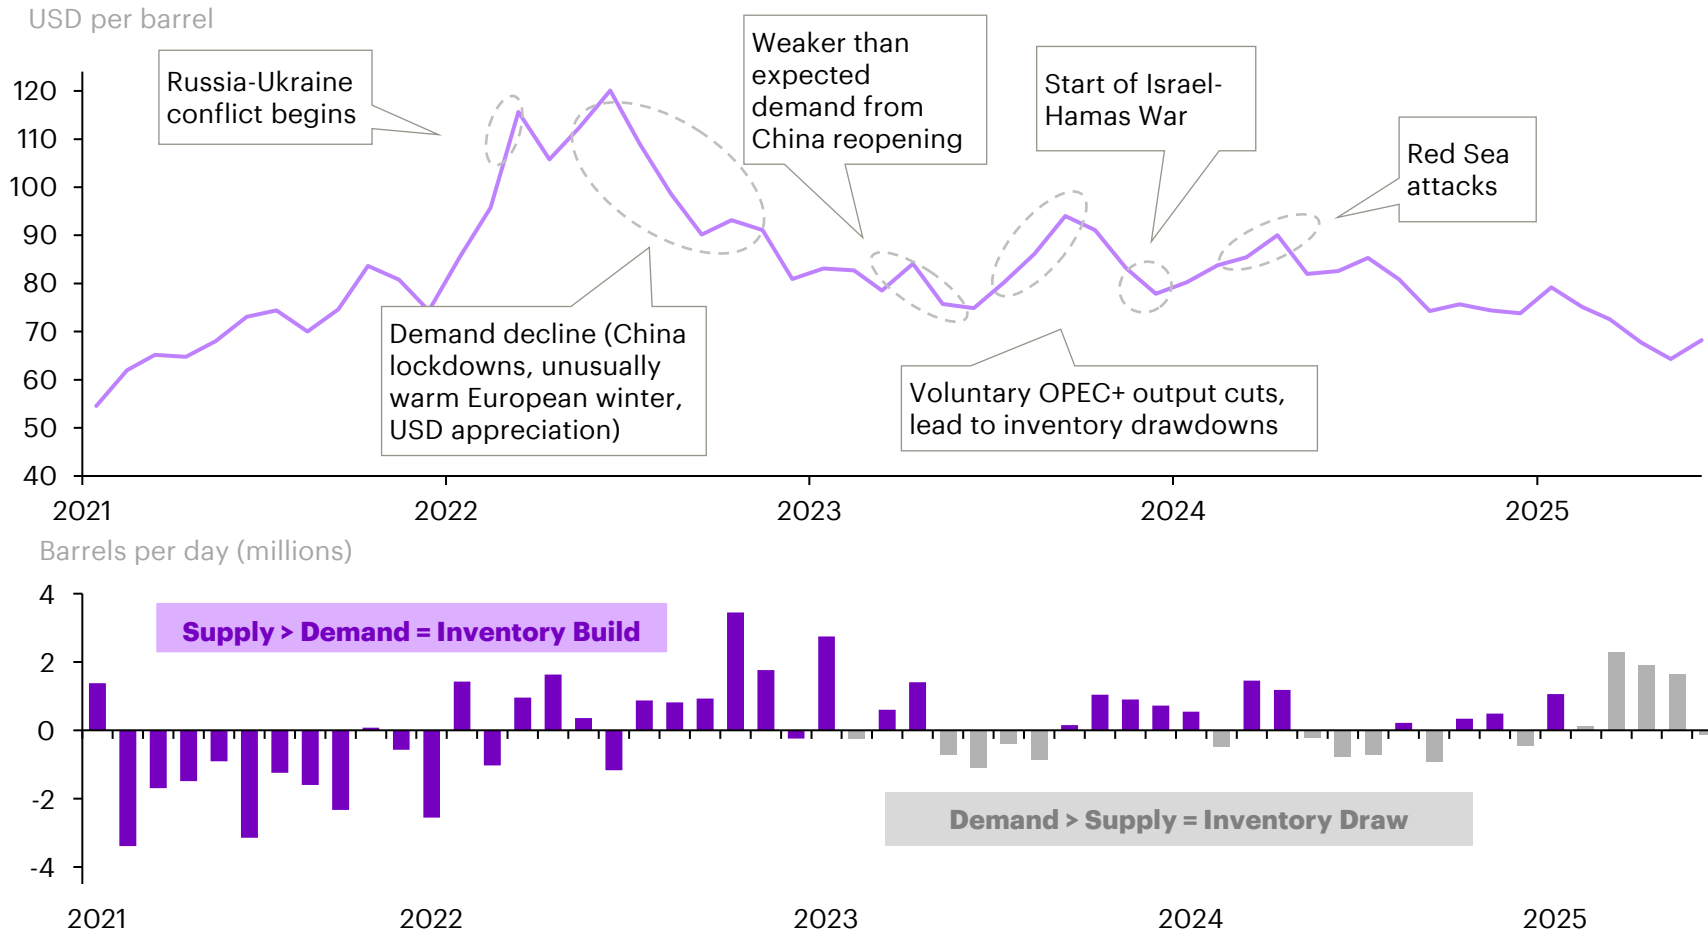 USD per barrel
120
110
100
90
80
70
60
50
40
Russia-Ukraine
conflict begins
Weaker than
expected
demand from
China reopening
Start of Israel-
Hamas War
Red Sea
attacks
Demand decline (China
lockdowns, unusually
warm European winter,
USD appreciation)
Voluntary OPEC+ output cuts,
lead to inventory drawdowns
2021
2022
2023
2024
2025
Barrels per day (millions)
4
2
0
-2
-4
Supply > Demand = Inventory Build
Demand > Supply = Inventory Draw
2021
2022
2023
2024
2025